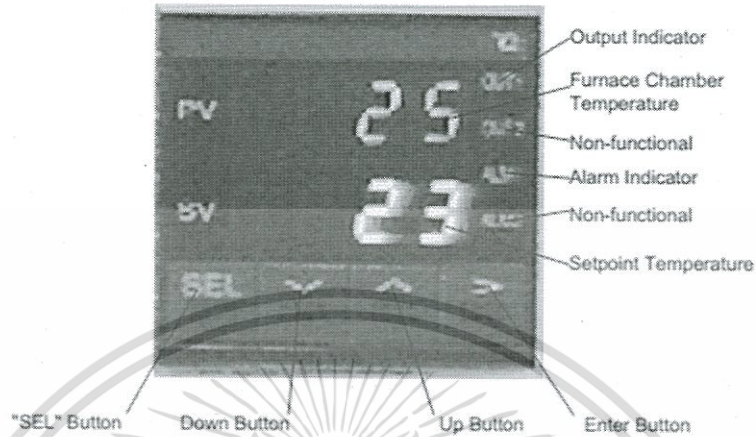 Output Indicator
PV
25
Furnace Chamber
Temperature
Non-functional
Alarm Indicator
SV
23
Non-functional
Setpoint Temperature
SEL
"SEL" Button
Down Button
Up Button
Enter Button